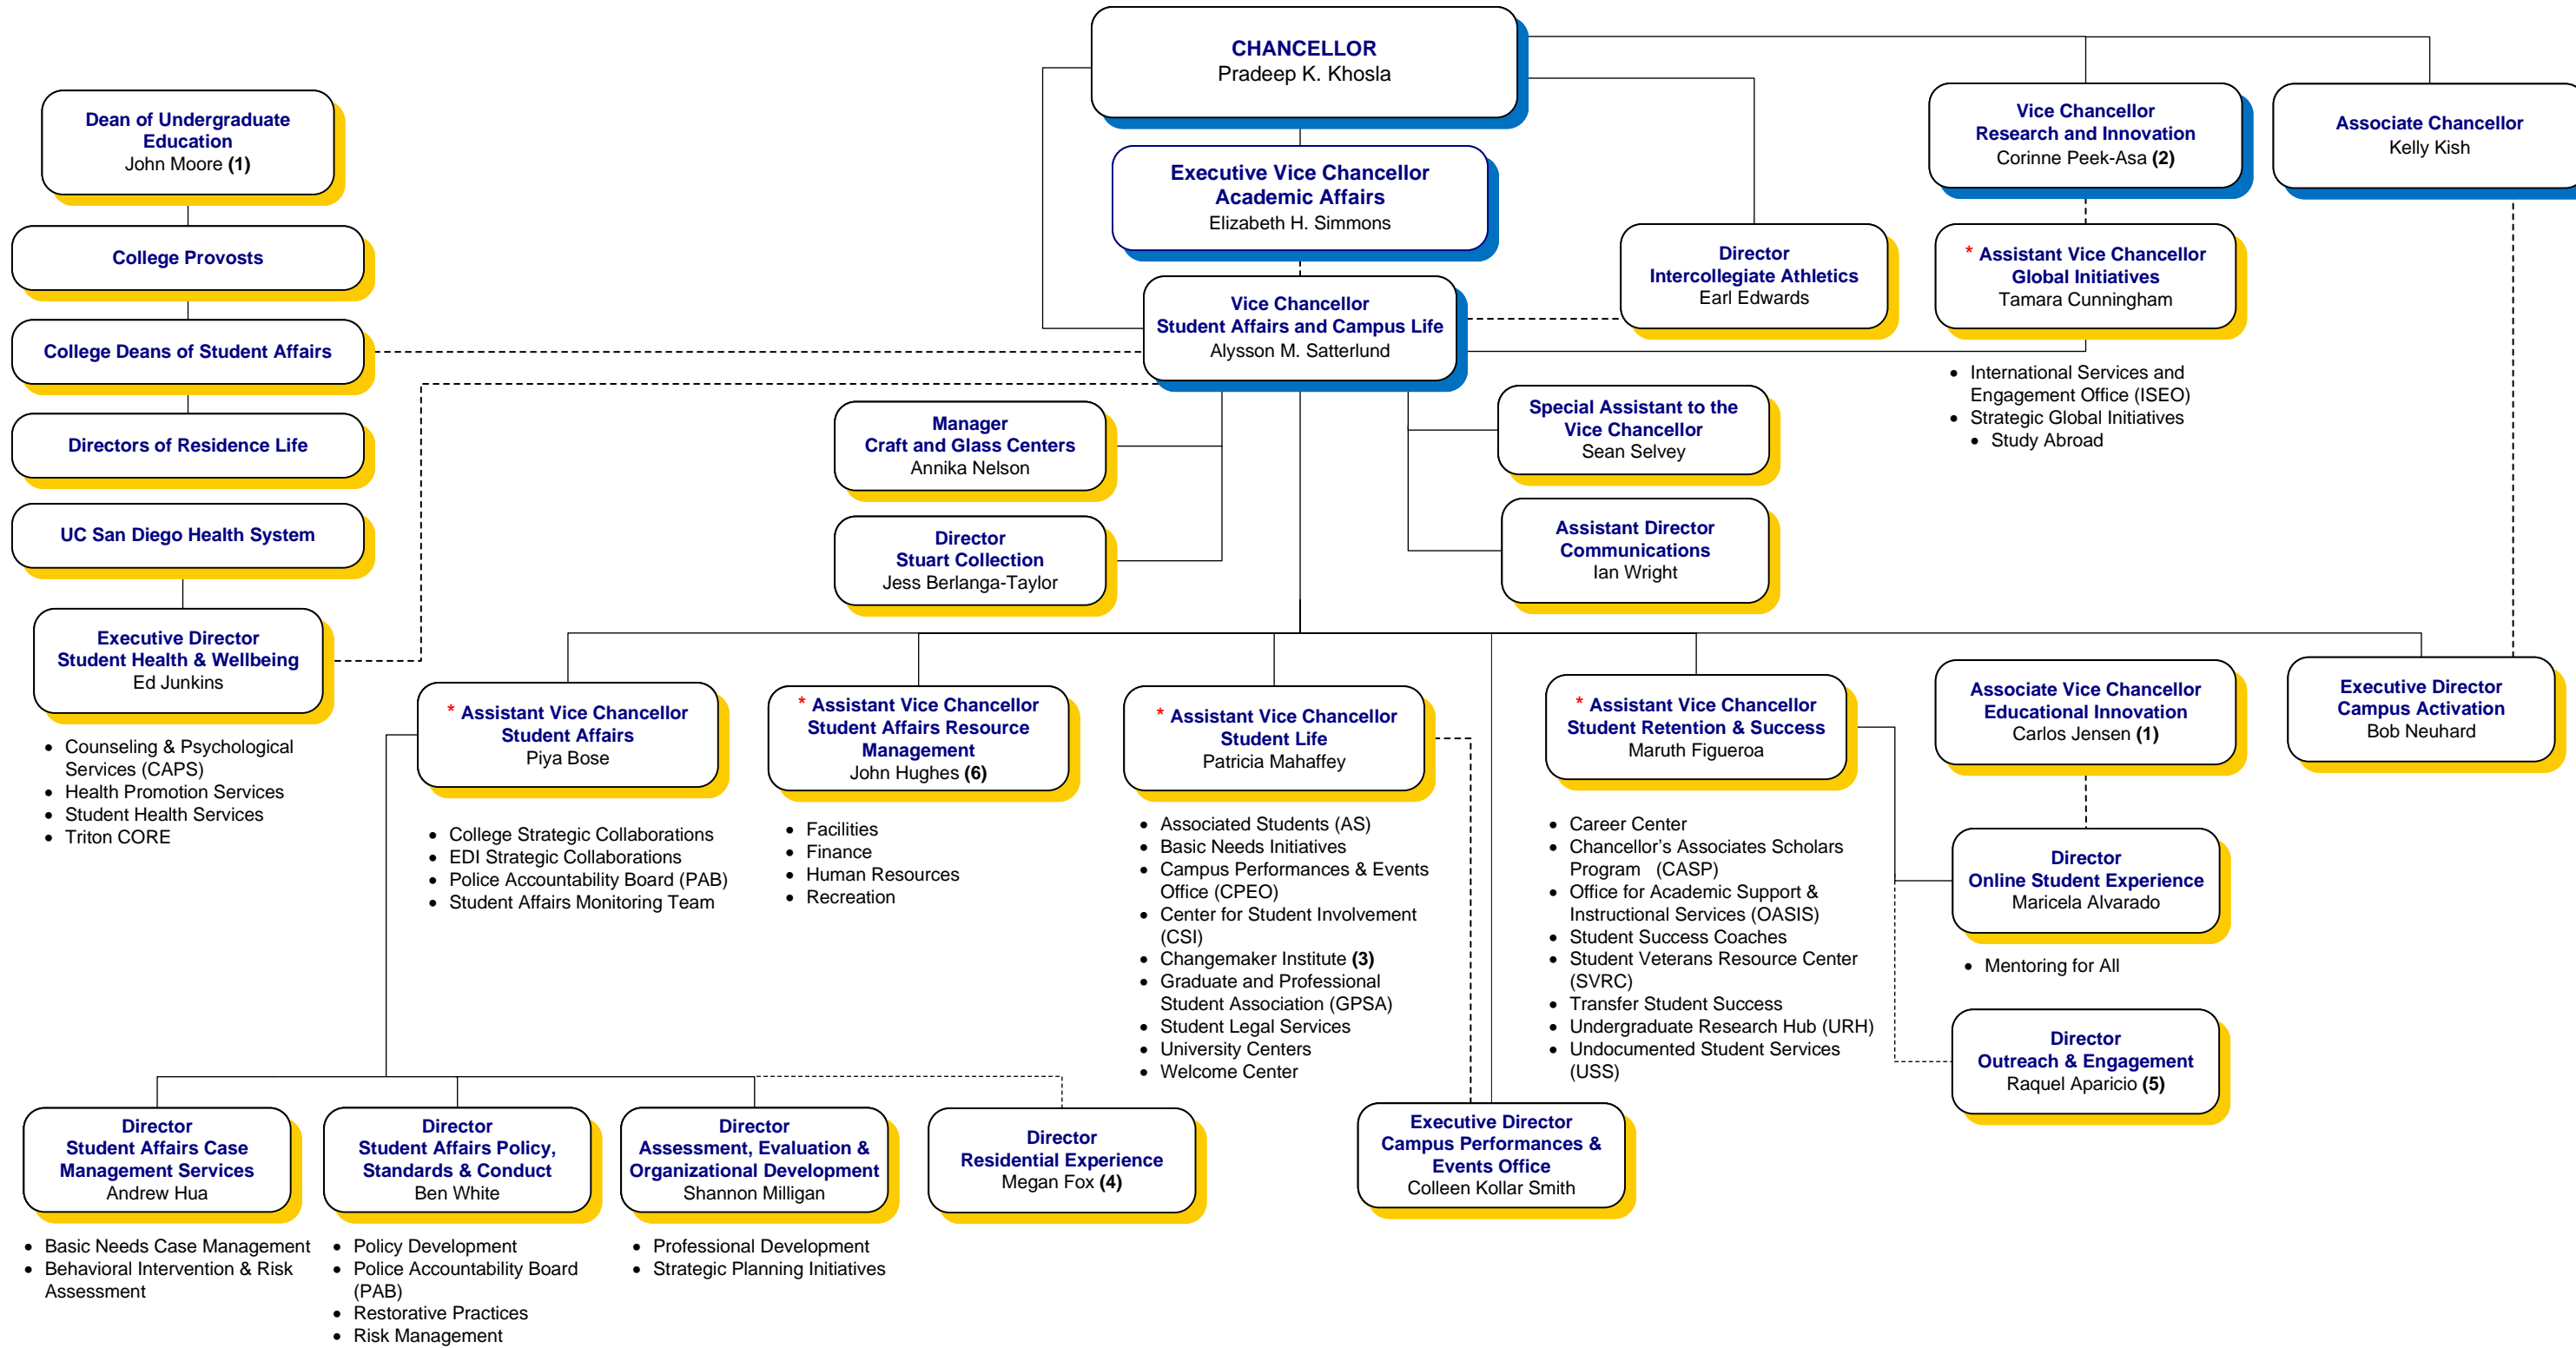 CHANCELLOR
Pradeep K. Khosla
Dean of Undergraduate
Education
John Moore (1)
Vice Chancellor
Research and Innovation
Corinne Peek-Asa (2)
Associate Chancellor
Kelly Kish
Executive Vice Chancellor
Academic Affairs
Elizabeth H. Simmons
College Provosts
Director
Intercollegiate Athletics
Earl Edwards
* Assistant Vice Chancellor
Global Initiatives
Tamara Cunningham
Vice Chancellor
Student Affairs and Campus Life
Alysson M. Satterlund
College Deans of Student Affairs
• International Services and
Engagement Office (ISEO)
• Strategic Global Initiatives
• Study Abroad
Directors of Residence Life
Manager
Craft and Glass Centers
Annika Nelson
Special Assistant to the
Vice Chancellor
Sean Selvey
UC San Diego Health System
Director
Stuart Collection
Jess Berlanga-Taylor
Assistant Director
Communications
Ian Wright
Executive Director
Student Health & Wellbeing
Ed Junkins
• Counseling & Psychological
Services (CAPS)
• Health Promotion Services
• Student Health Services
• Triton CORE
* Assistant Vice Chancellor
Student Affairs
Piya Bose
• College Strategic Collaborations
• EDI Strategic Collaborations
• Police Accountability Board (PAB)
• Student Affairs Monitoring Team
* Assistant Vice Chancellor
Student Affairs Resource
Management
John Hughes (6)
• Facilities
• Finance
• Human Resources
• Recreation
* Assistant Vice Chancellor
Student Life
Patricia Mahaffey
• Associated Students (AS)
• Basic Needs Initiatives
• Campus Performances & Events
Office (CPEO)
• Center for Student Involvement
(CSI)
• Changemaker Institute (3)
• Graduate and Professional
Student Association (GPSA)
• Student Legal Services
• University Centers
• Welcome Center
* Assistant Vice Chancellor
Student Retention & Success
Maruth Figueroa
• Career Center
• Chancellor's Associates Scholars
Program (CASP)
• Office for Academic Support &
Instructional Services (OASIS)
• Student Success Coaches
• Student Veterans Resource Center
(SVRC)
• Transfer Student Success
• Undergraduate Research Hub (URH)
• Undocumented Student Services
(USS)
Associate Vice Chancellor
Educational Innovation
Carlos Jensen (1)
Executive Director
Campus Activation
Bob Neuhard
Director
Online Student Experience
Maricela Alvarado
• Mentoring for All
Director
Outreach & Engagement
Raquel Aparicio (5)
Director
Student Affairs Case
Management Services
Andrew Hua
• Basic Needs Case Management
• Behavioral Intervention & Risk
Assessment
Director
Student Affairs Policy,
Standards & Conduct
Ben White
• Policy Development
• Police Accountability Board
(PAB)
• Restorative Practices
• Risk Management
Director
Assessment, Evaluation &
Organizational Development
Shannon Milligan
• Professional Development
• Strategic Planning Initiatives
Director
Residential Experience
Megan Fox (4)
Executive Director
Campus Performances &
Events Office
Colleen Kollar Smith